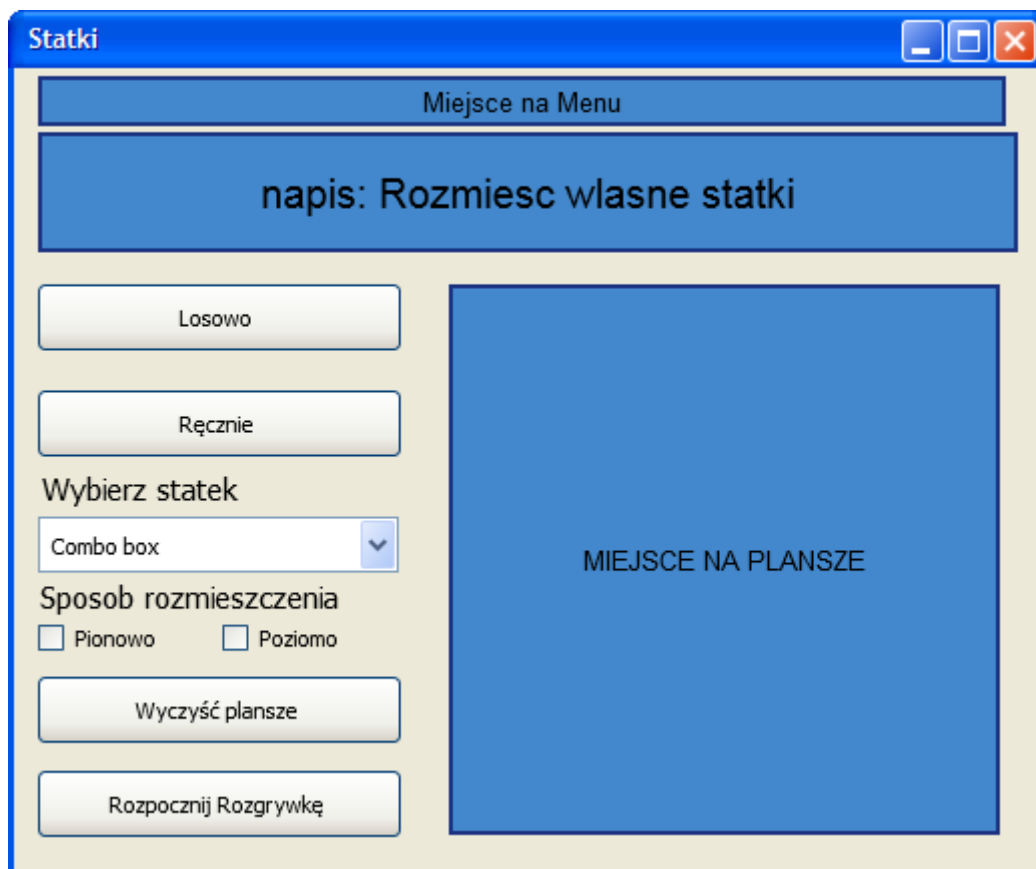 Statki
Miejsce na Menu
napis: Rozmiesc wlasne statki
Losowo
Ręcznie
Wybierz statek
Combo box
Sposob rozmieszczenia
Pionowo Poziomo
Wyczyść plansze
Rozpocznij Rozgrywkę
MIEJSCE NA PLANSZE